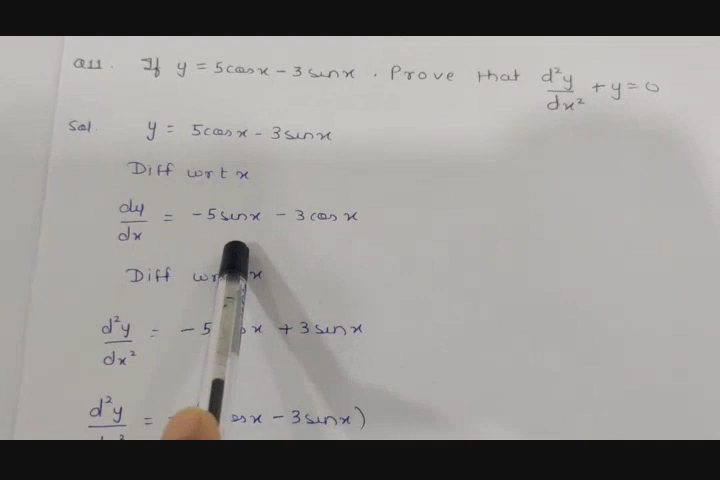 Q11. If y = 5cosx - 3sinx. Prove that d²y/dx² + y = 0
Sol. y = 5cosx - 3sinx
Diff wrt x
dy/dx = -5sinx - 3cosx
Diff x
d²y/dx² = -5 x + 3sinx
d²y = x - 3sinx)